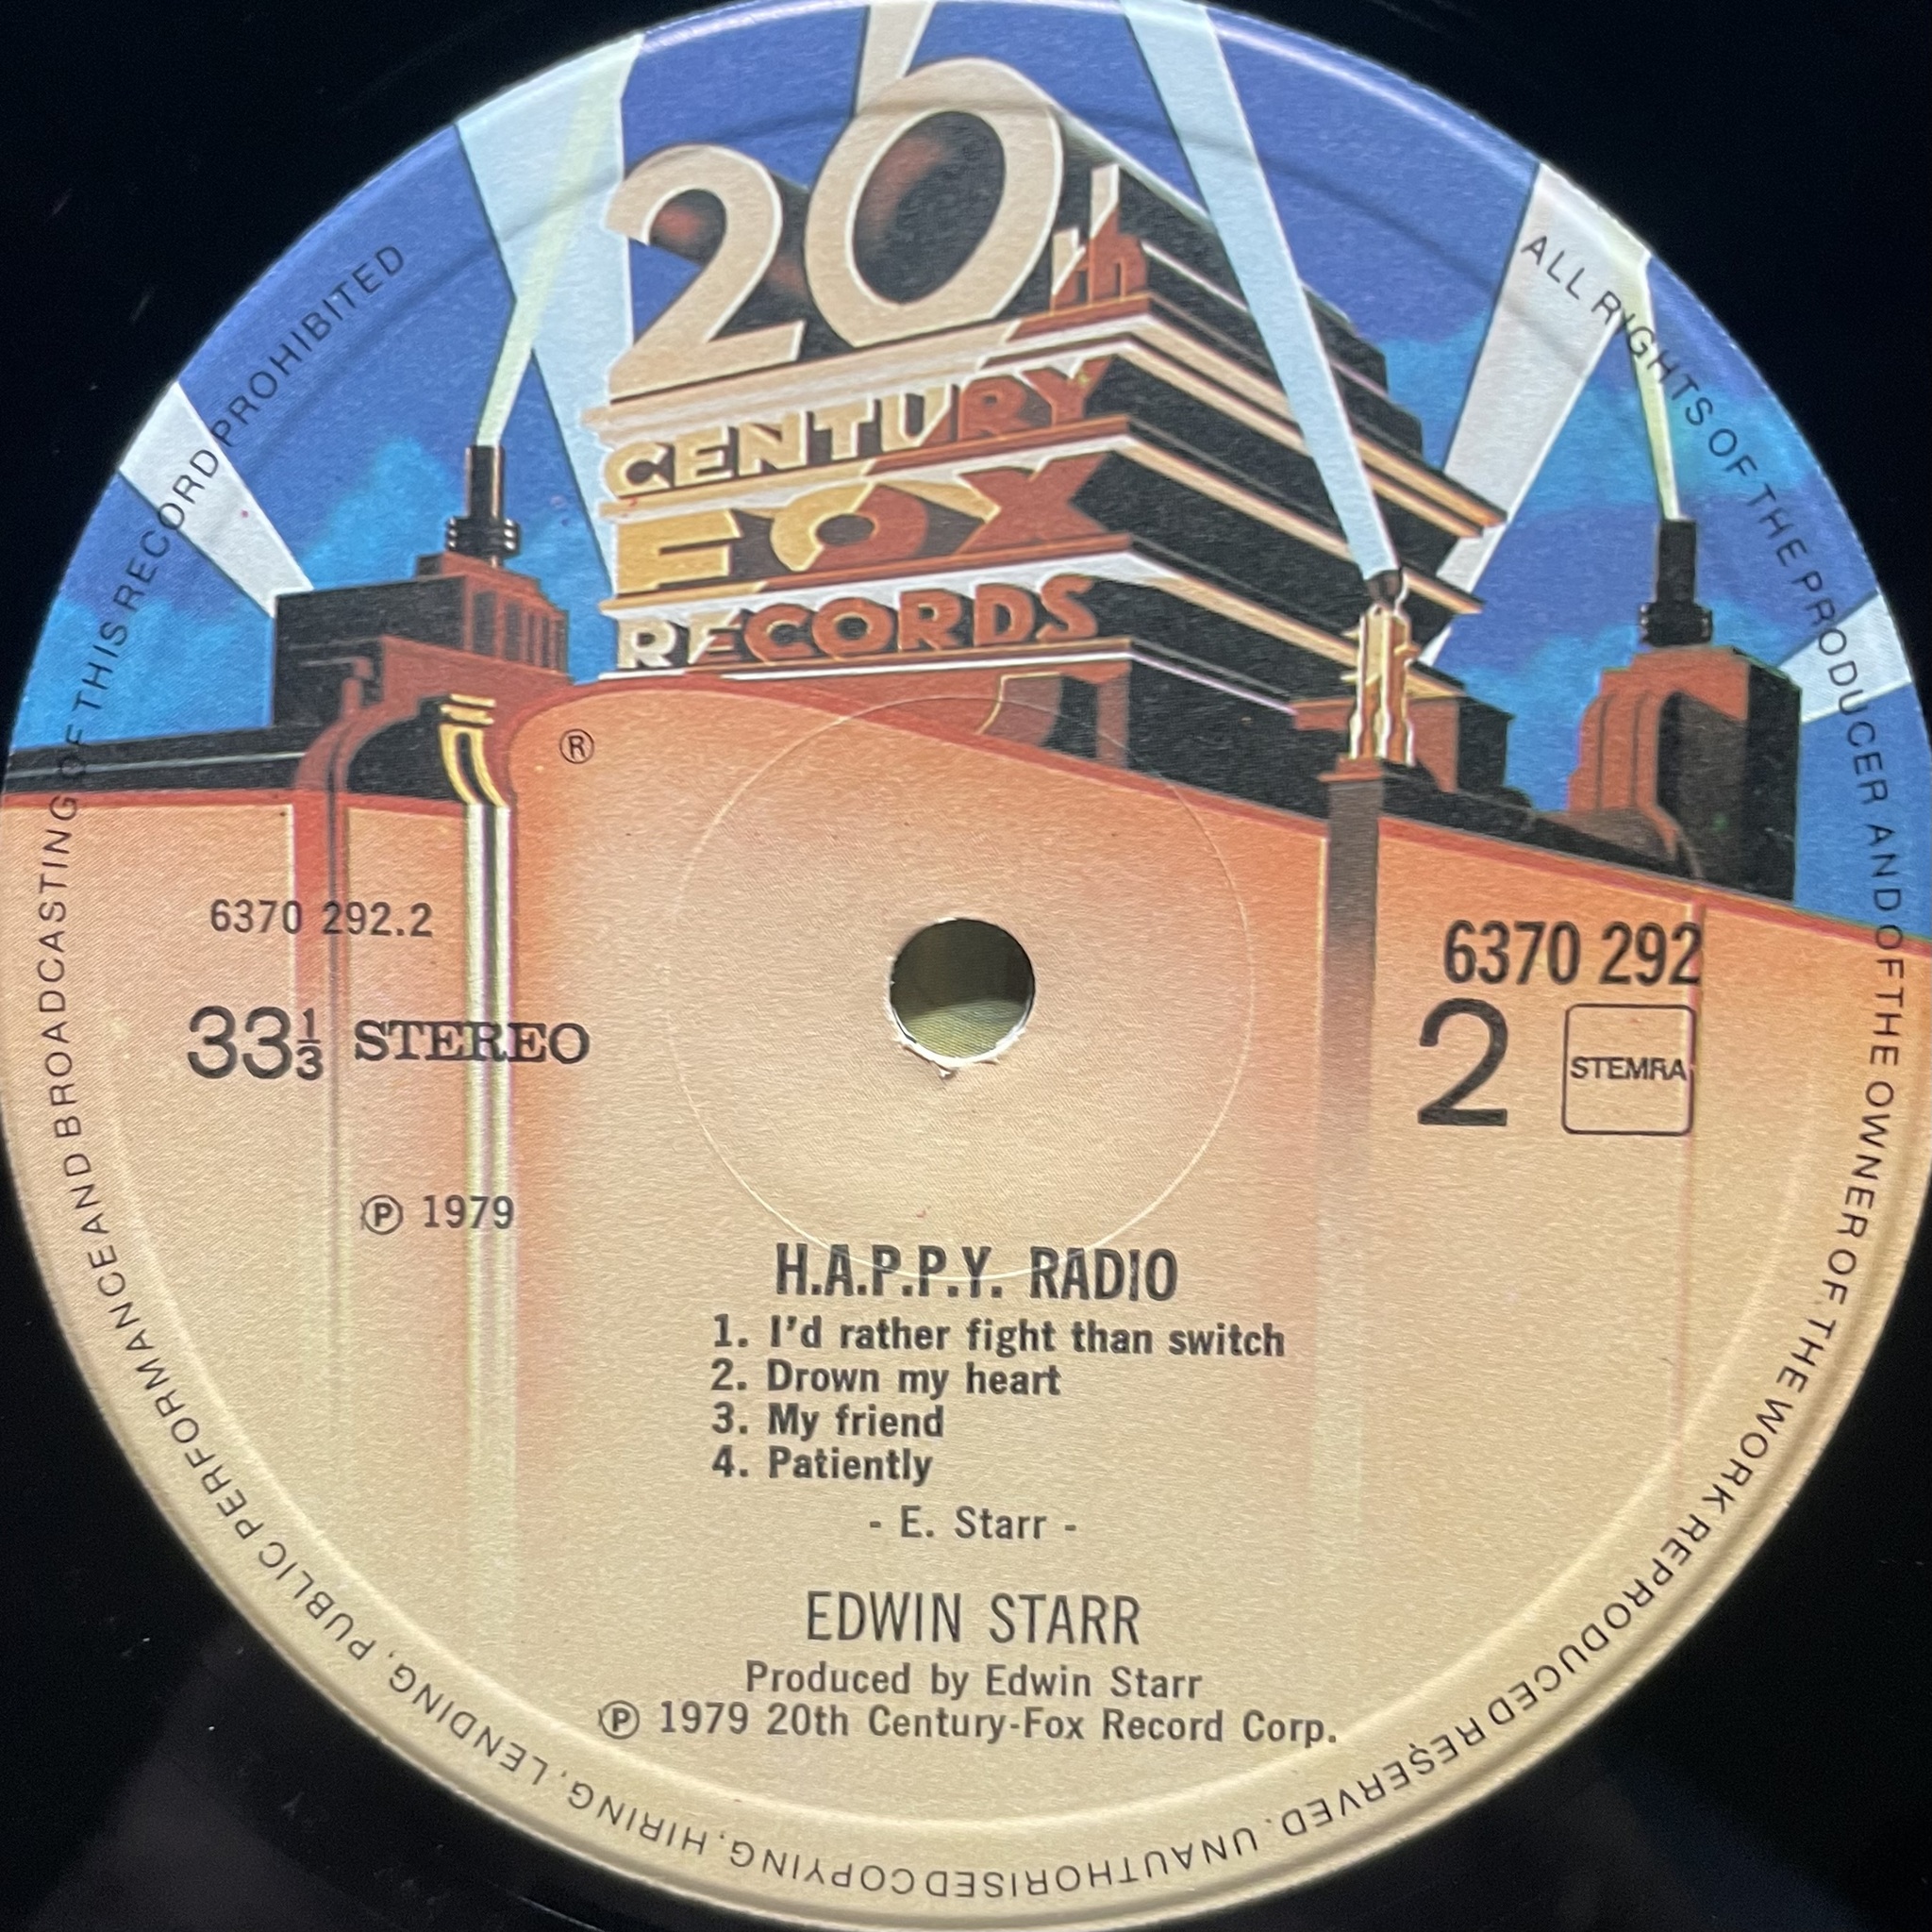 20th
CENTURY
FOX
RECORDS
®
6370 292.2
33⅓ STEREO
℗ 1979
6370 292
2
STEMRA
H.A.P.P.Y. RADIO
1. I'd rather fight than switch
2. Drown my heart
3. My friend
4. Patiently
- E. Starr -
EDWIN STARR
Produced by Edwin Starr
℗ 1979 20th Century-Fox Record Corp.
ALL RIGHTS OF THE PRODUCER AND OF THE OWNER OF THE WORK REPRODUCED RESERVED. UNAUTHORISED COPYING, HIRING, LENDING, PUBLIC PERFORMANCE AND BROADCASTING OF THIS RECORD PROHIBITED